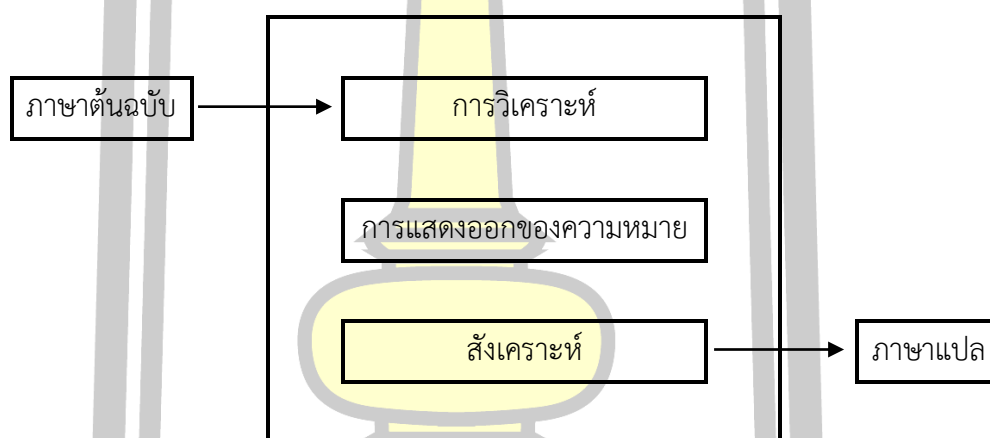 ภาษาต้นฉบับ
การวิเคราะห์
การแสดงออกของความหมาย
สังเคราะห์
ภาษาแปล